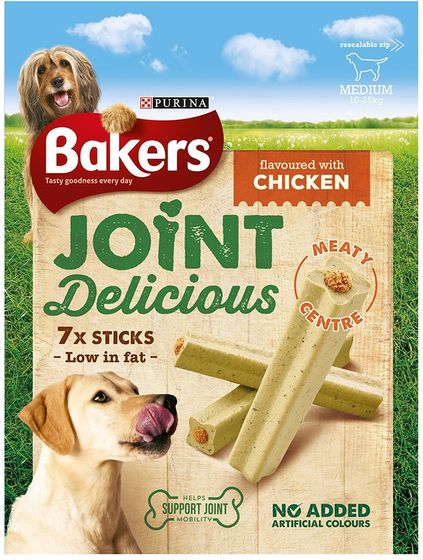 resealable zip
MEDIUM
10-25kg
PURINA
Bakers
Tasty goodness every day
flavoured with
CHICKEN
JOINT
Delicious
7x STICKS
- Low in fat -
MEATY
CENTRE
HELPS
SUPPORT JOINT
MOBILITY
NO ADDED
ARTIFICIAL COLOURS